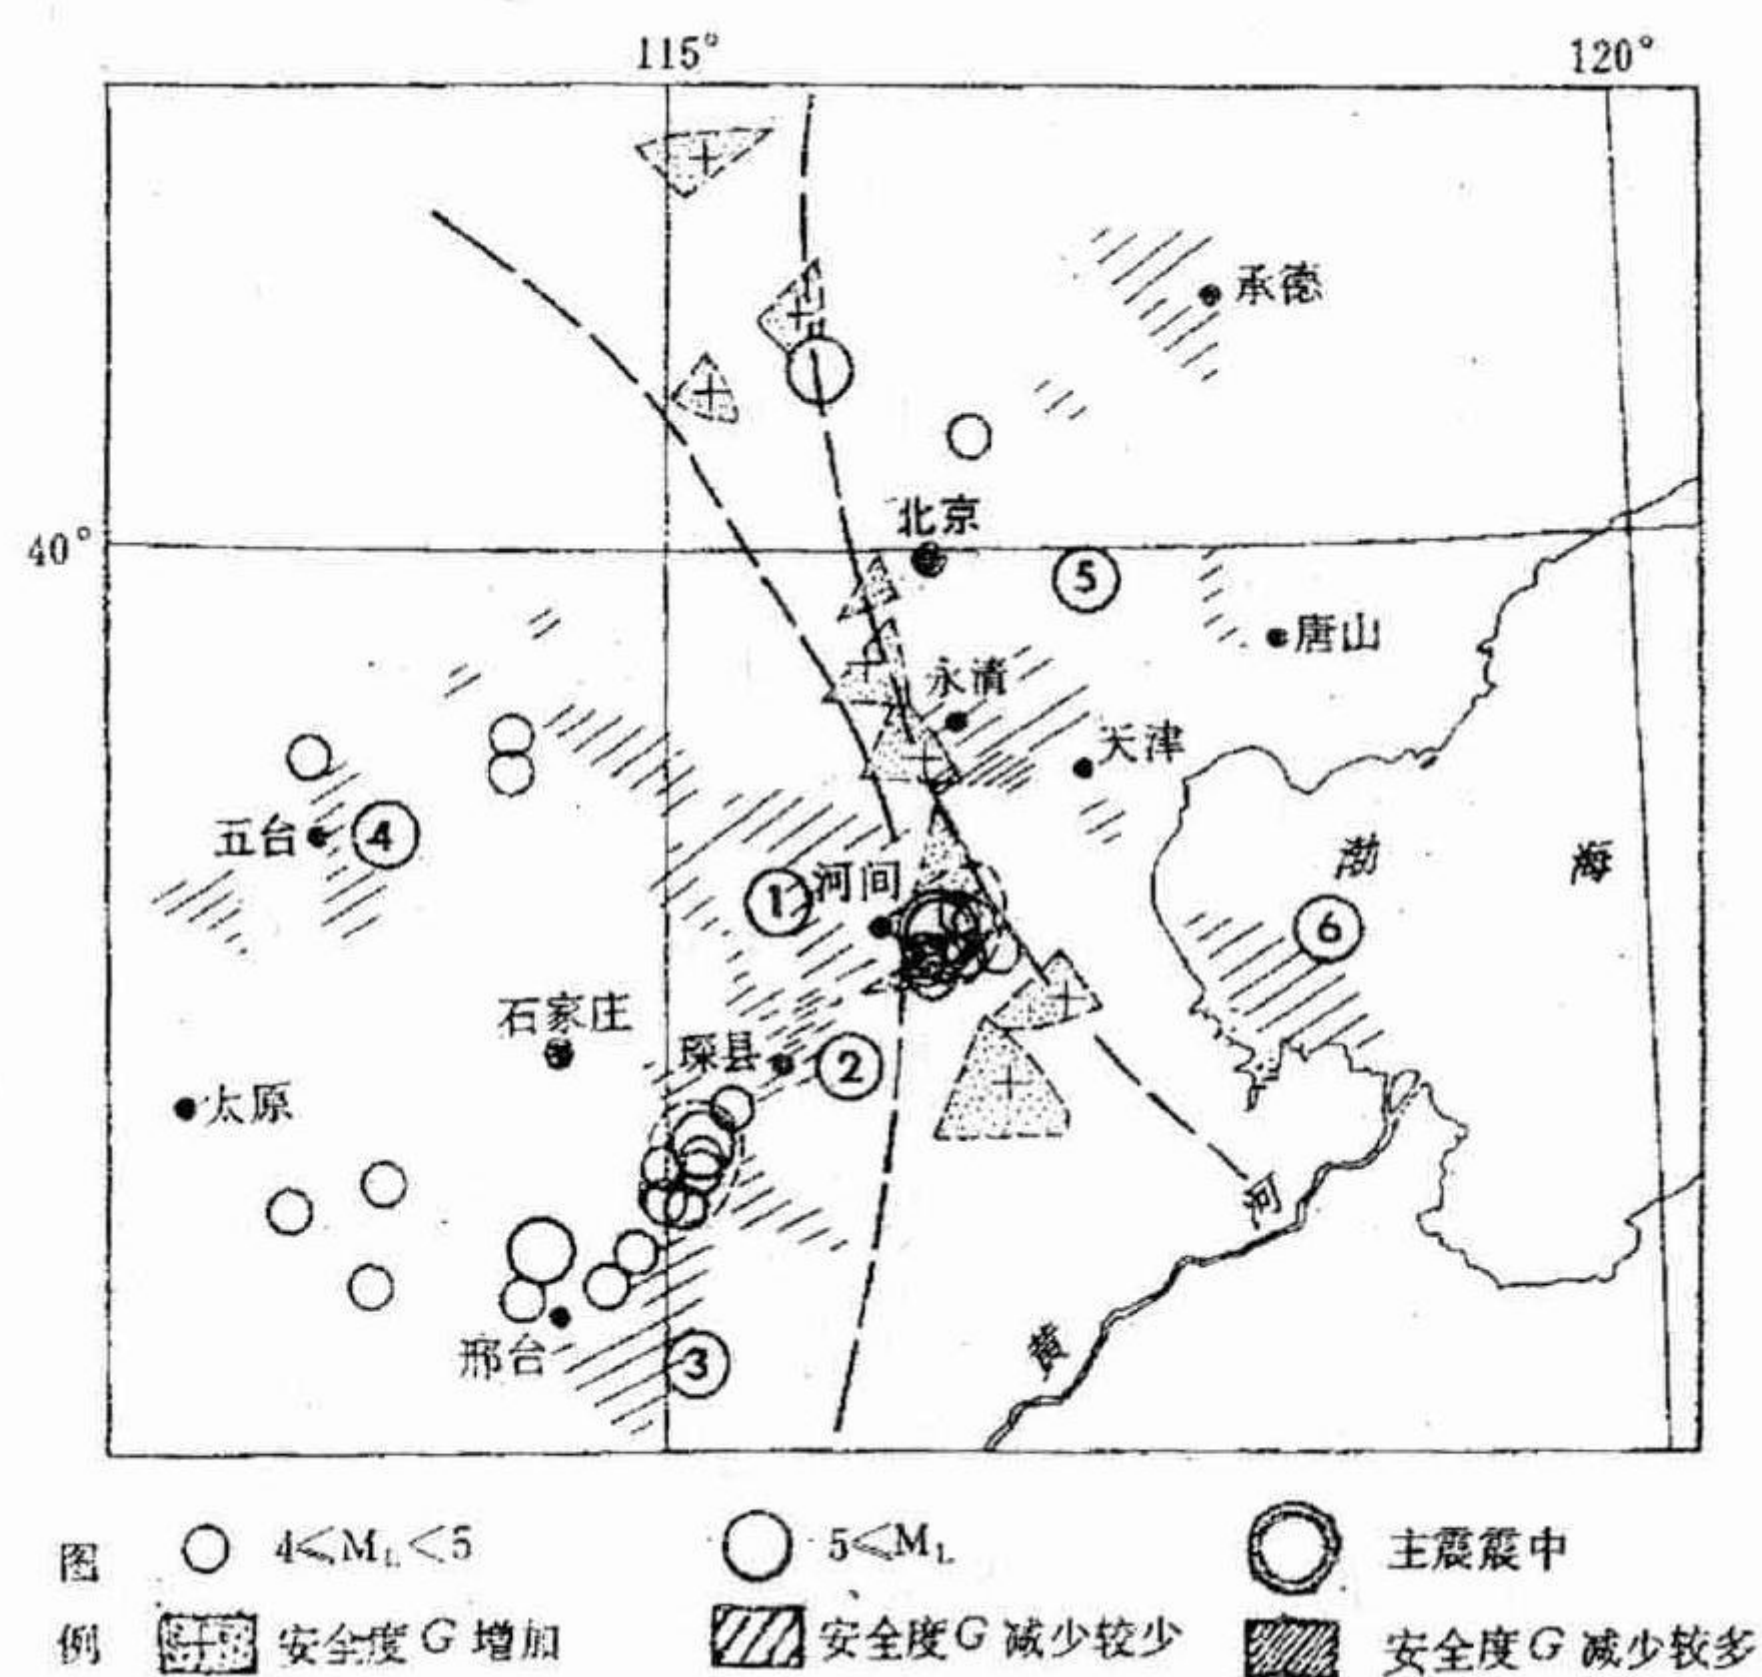 115° 120°
承德
北京
40°
⑤
唐山
永清
天津
五台 ④
渤 海
① 河间
⑥
石家庄
县 ②
太原
河
邢台 ③
黄
图 4≤M_L<5 5≤M_L 主震震中
例 安全度G增加 安全度G减少较少 安全度G减少较多